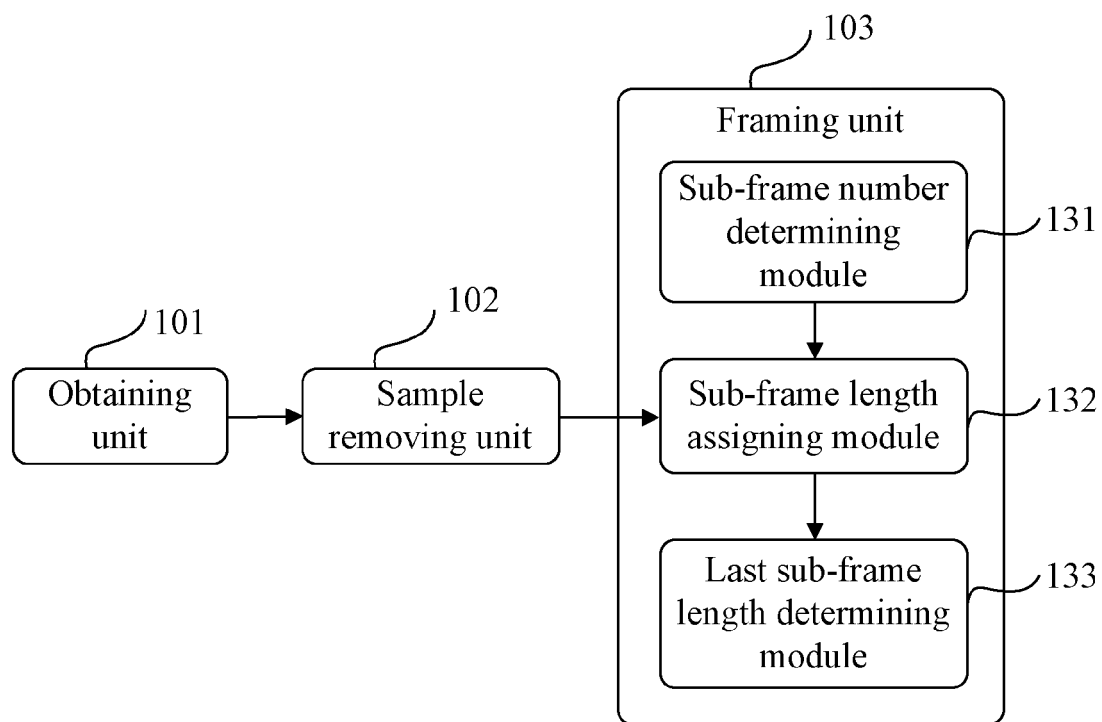 103
Framing unit
Sub-frame number
determining
module
131
101
Obtaining
unit
102
Sample
removing unit
Sub-frame length
assigning module
132
Last sub-frame
length determining
module
133